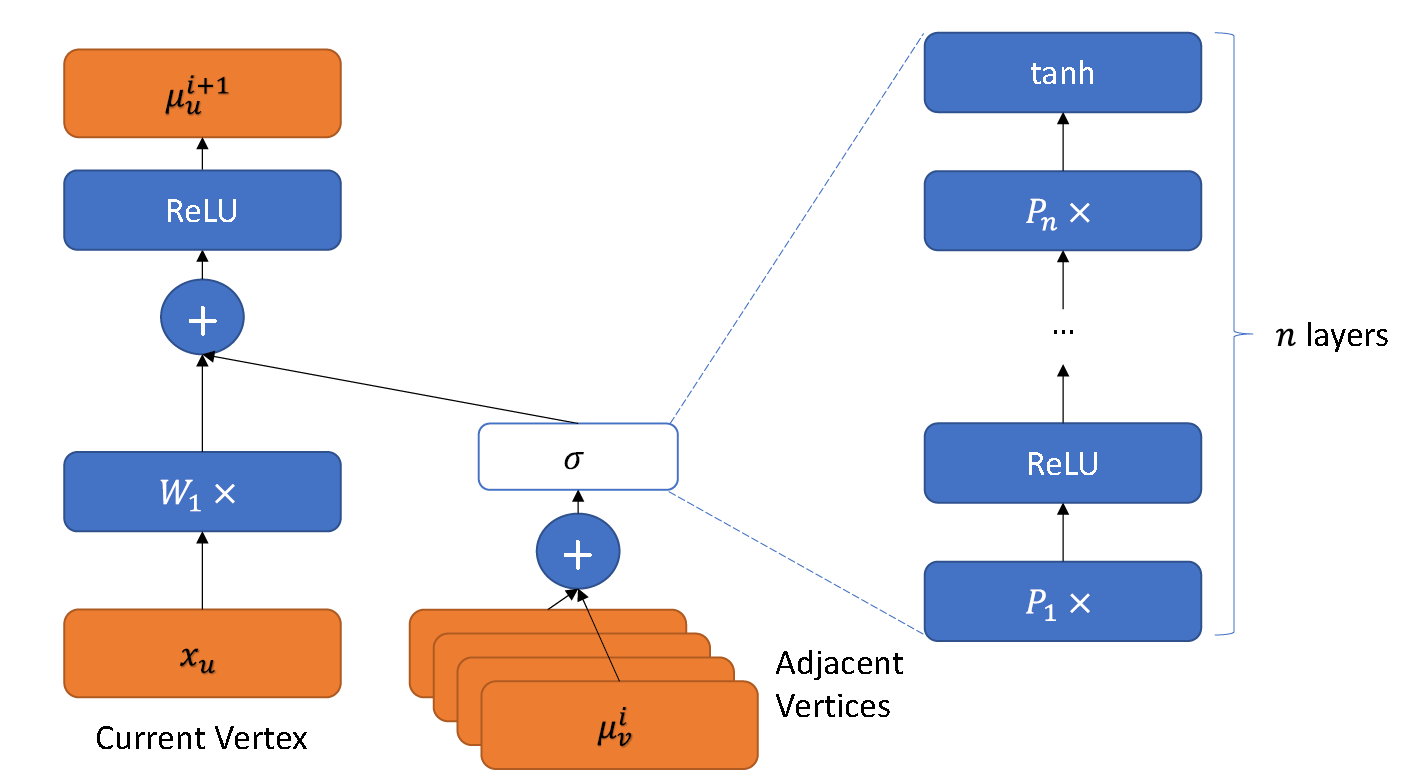 μ_u^{i+1}
ReLU
+
W_1 ×
x_u
Current Vertex
σ
+
μ_v^i
Adjacent
Vertices
tanh
P_n ×
...
ReLU
P_1 ×
n layers